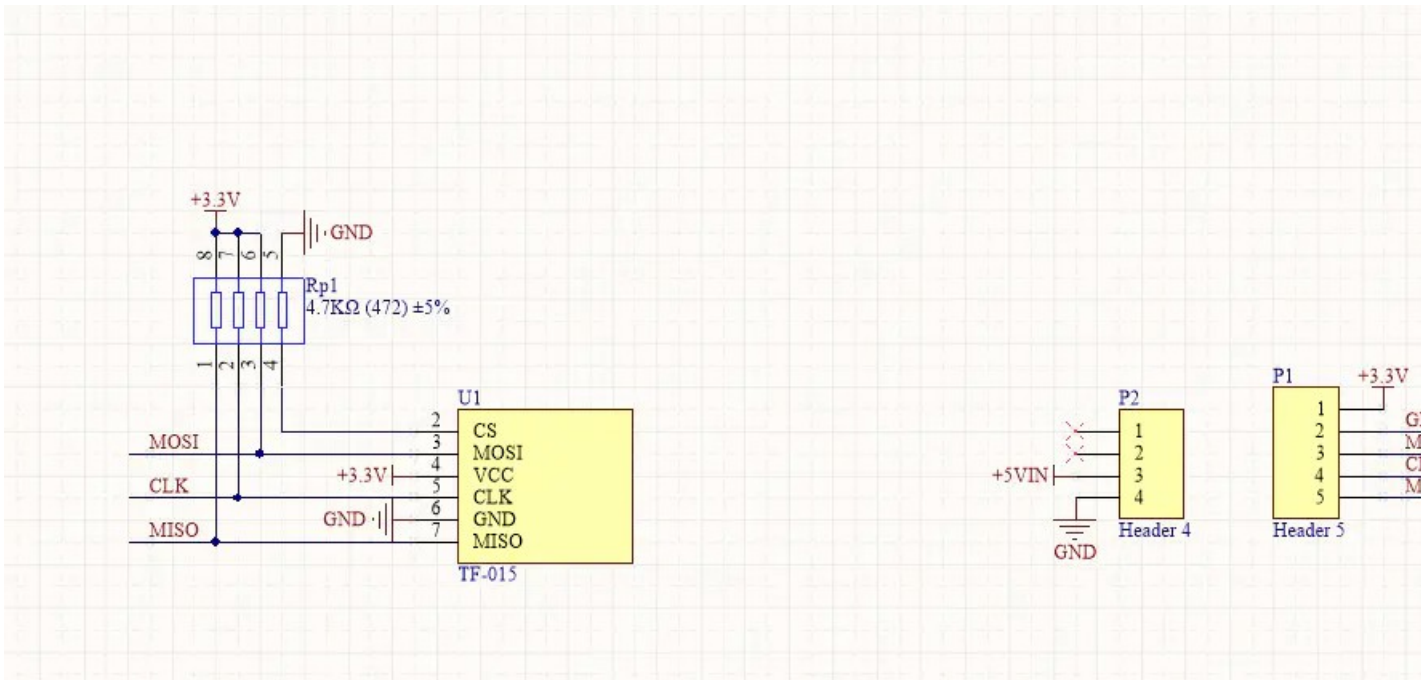 +3.3V
GND
8 7 6 5
Rp1
4.7KΩ (472) ±5%
1 2 3 4
U1
2 CS
MOSI 3 MOSI
+3.3V 4 VCC
CLK 5 CLK
GND 6 GND
MISO 7 MISO
TF-015
P2
1
2
+5VIN 3
4
GND
Header 4
P1
+3.3V
1
2
3
4
5
Header 5